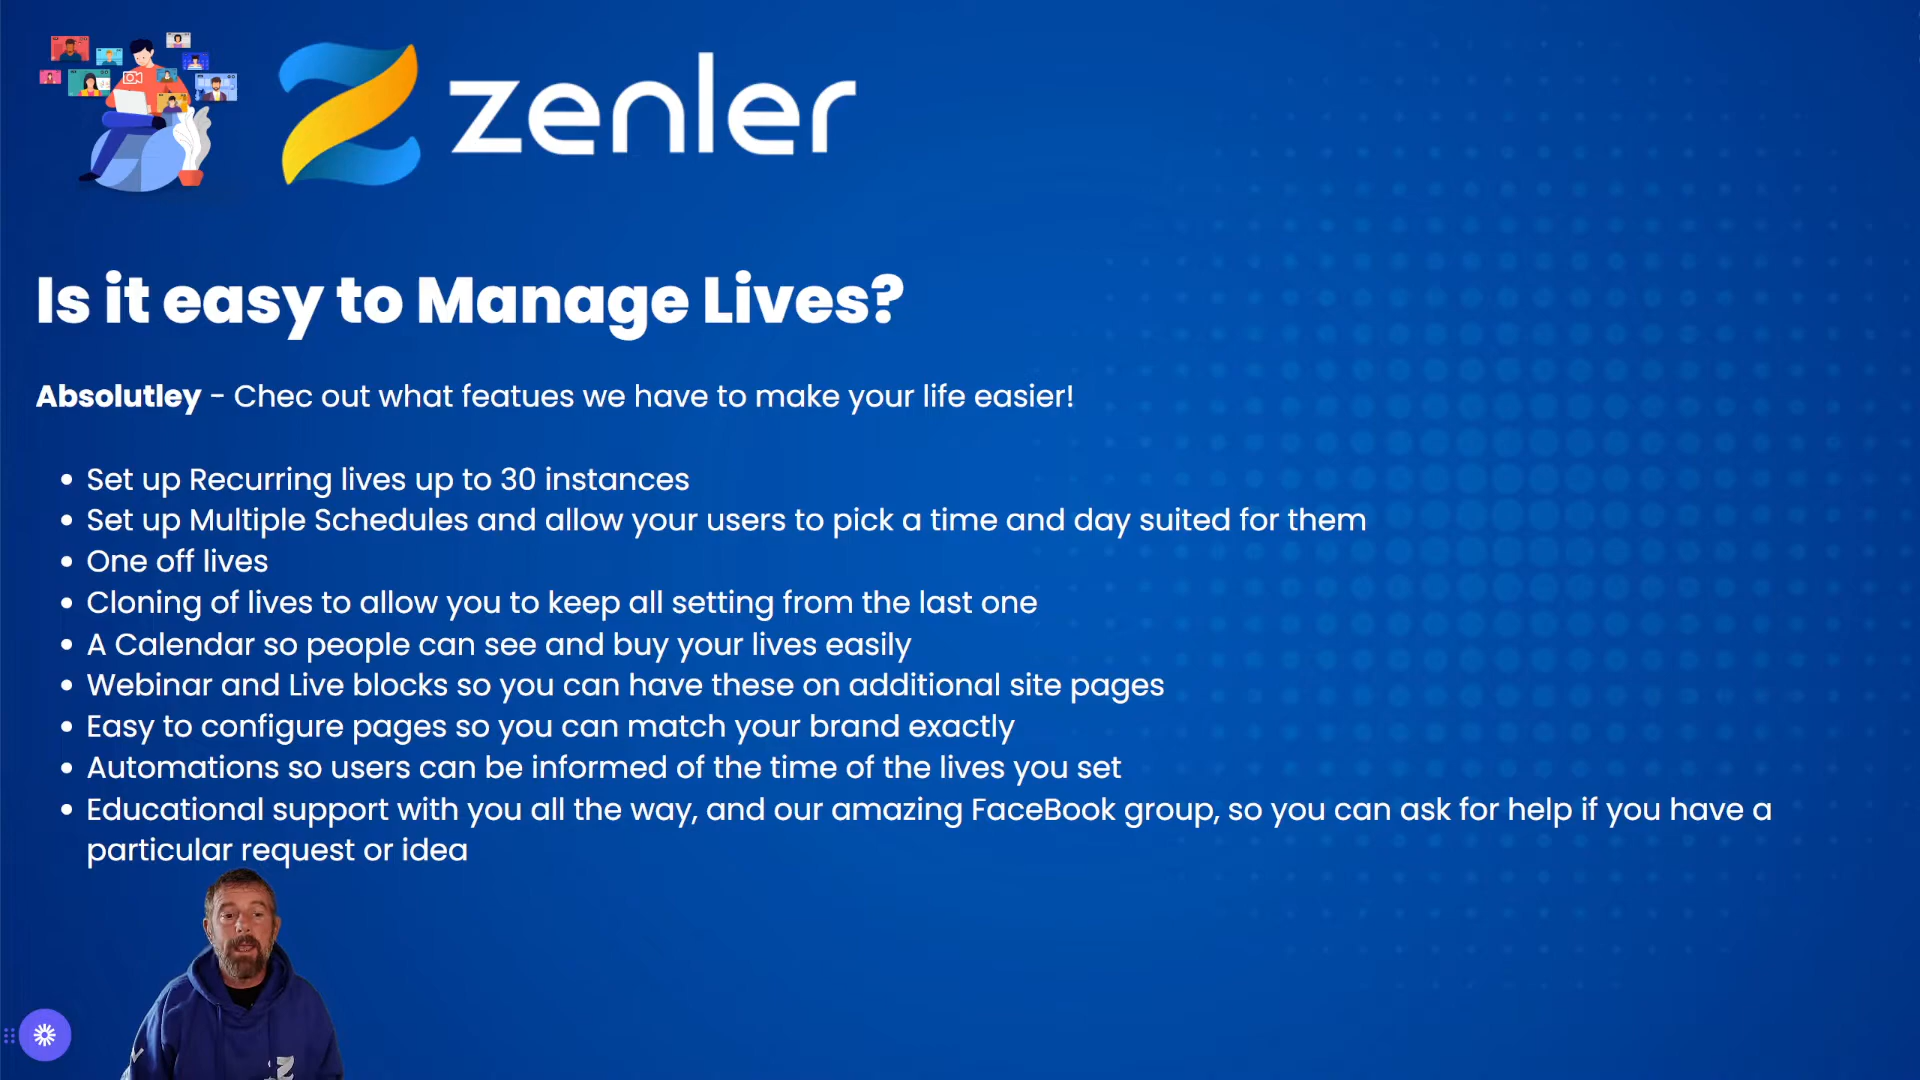 zenler
Is it easy to Manage Lives?
Absolutley - Chec out what featues we have to make your life easier!
• Set up Recurring lives up to 30 instances
• Set up Multiple Schedules and allow your users to pick a time and day suited for them
• One off lives
• Cloning of lives to allow you to keep all setting from the last one
• A Calendar so people can see and buy your lives easily
• Webinar and Live blocks so you can have these on additional site pages
• Easy to configure pages so you can match your brand exactly
• Automations so users can be informed of the time of the lives you set
• Educational support with you all the way, and our amazing FaceBook group, so you can ask for help if you have a
particular request or idea